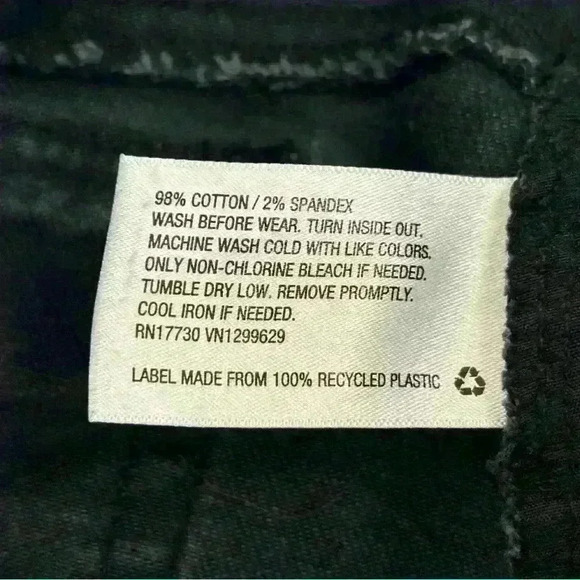 98% COTTON / 2% SPANDEX
WASH BEFORE WEAR. TURN INSIDE OUT.
MACHINE WASH COLD WITH LIKE COLORS.
ONLY NON-CHLORINE BLEACH IF NEEDED.
TUMBLE DRY LOW. REMOVE PROMPTLY.
COOL IRON IF NEEDED.
RN17730 VN1299629
LABEL MADE FROM 100% RECYCLED PLASTIC